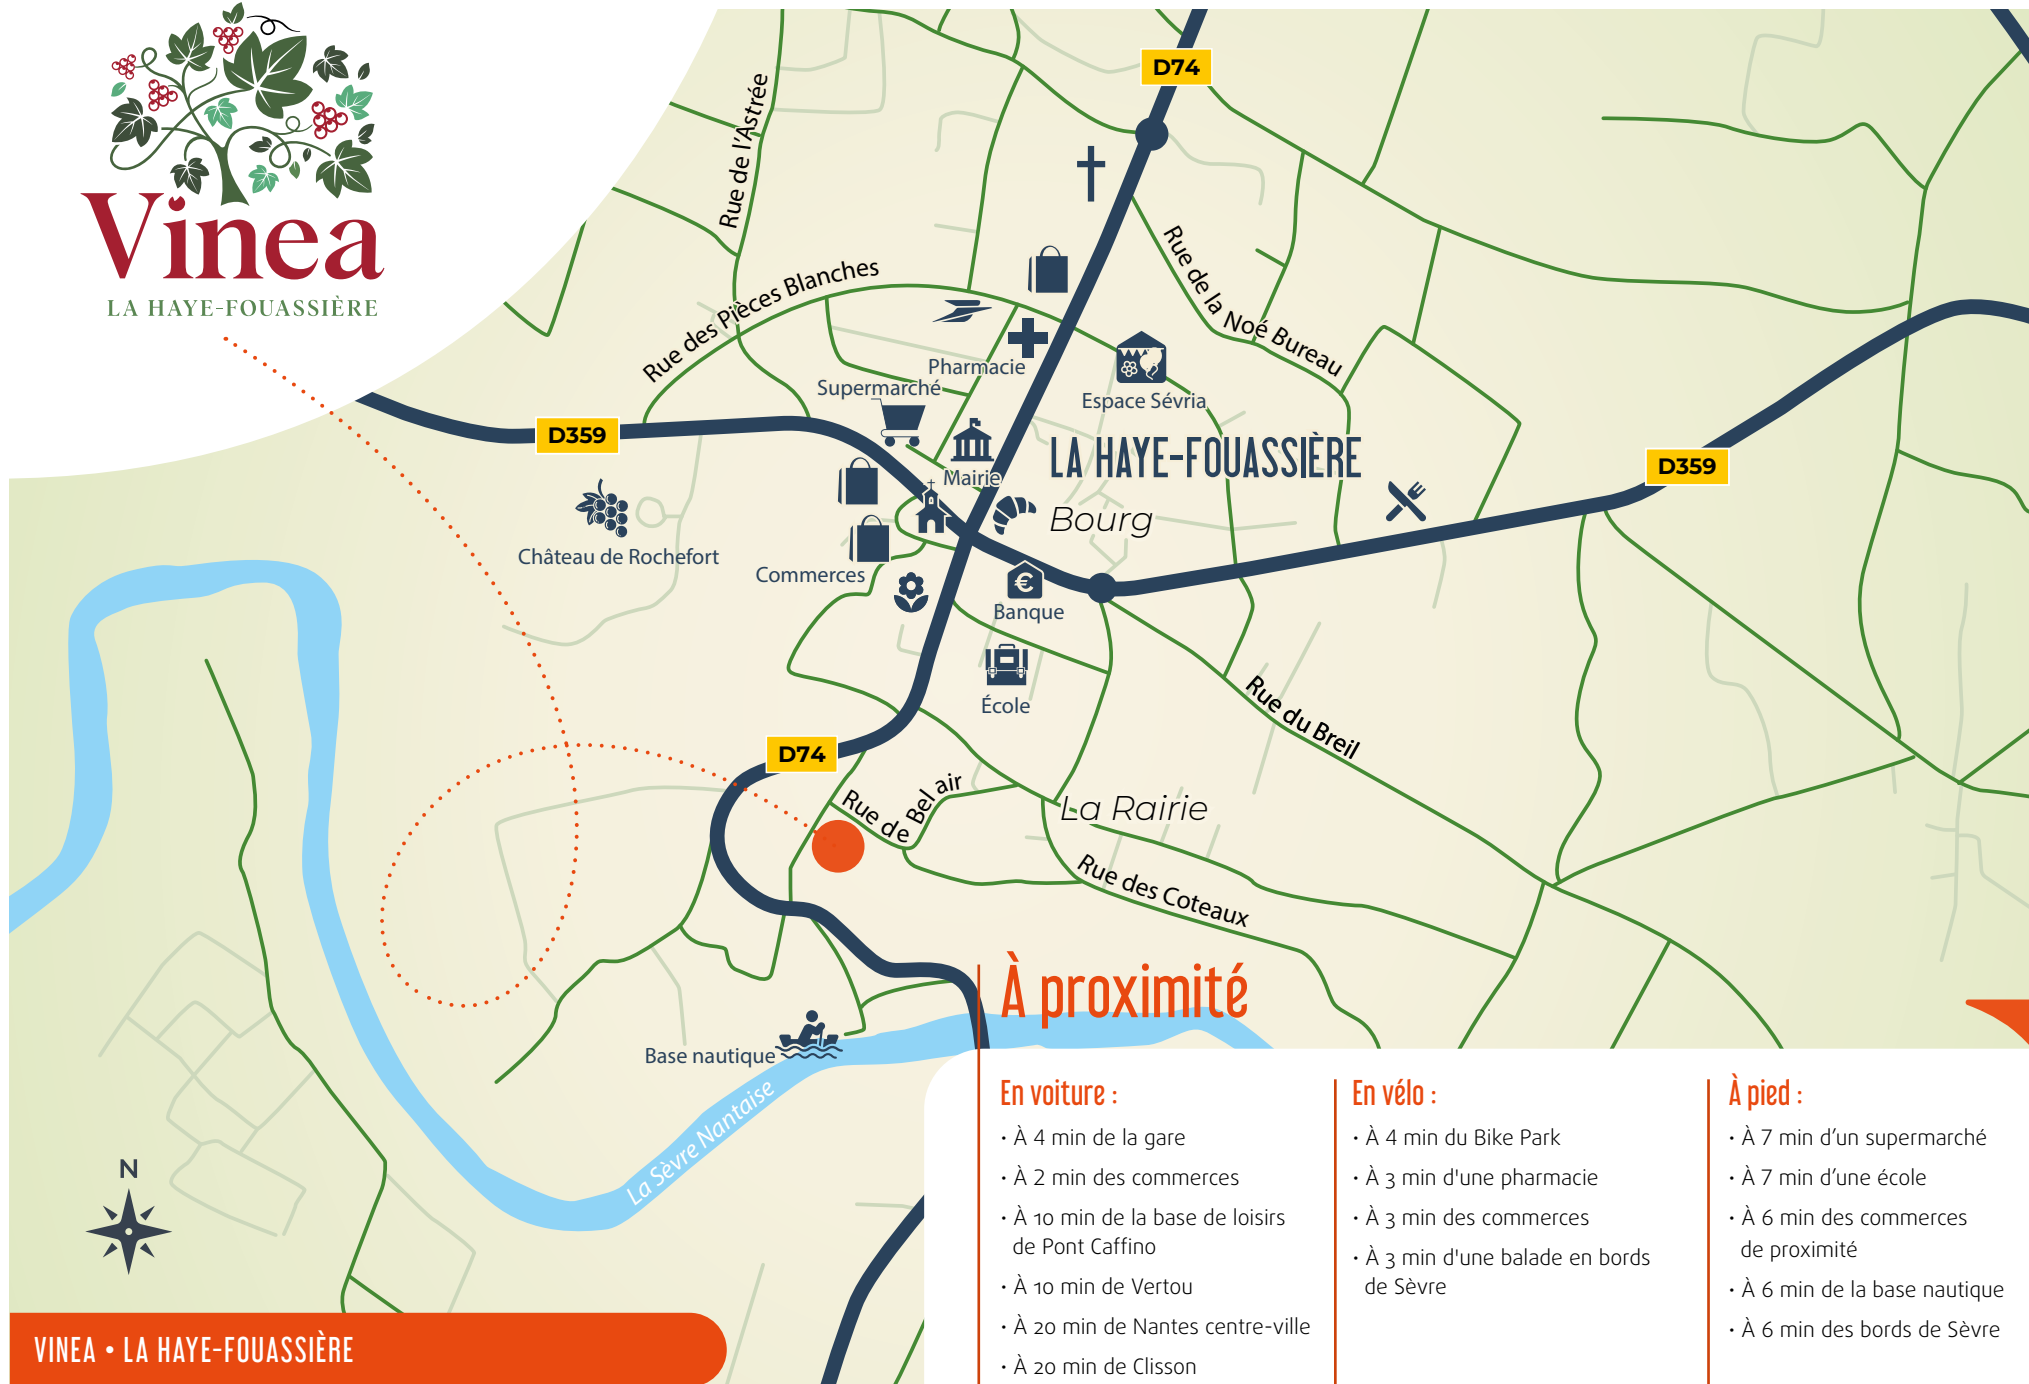 Vinea
LA HAYE-FOUASSIÈRE
D74
Rue de l'Astrée
Rue de la Noé Bureau
Rue des Pièces Blanches
Pharmacie
Supermarché
Espace Sévria
D359
LA HAYE-FOUASSIÈRE
D359
Mairie
Bourg
Château de Rochefort
Commerces
€
Banque
École
Rue du Breil
D74
Rue de Bel air
La Rairie
Rue des Coteaux
Base nautique
La Sèvre Nantaise
N
À proximité
En voiture :
· À 4 min de la gare
· À 2 min des commerces
· À 10 min de la base de loisirs
de Pont Caffino
· À 10 min de Vertou
· À 20 min de Nantes centre-ville
· À 20 min de Clisson
En vélo :
· À 4 min du Bike Park
· À 3 min d'une pharmacie
· À 3 min des commerces
· À 3 min d'une balade en bords
de Sèvre
À pied :
· À 7 min d’un supermarché
· À 7 min d’une école
· À 6 min des commerces
de proximité
· À 6 min de la base nautique
· À 6 min des bords de Sèvre
VINEA • LA HAYE-FOUASSIÈRE